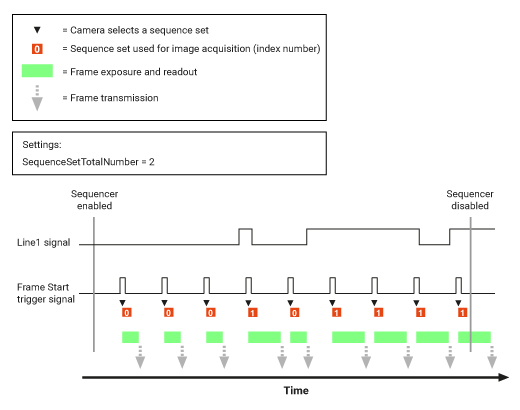 = Camera selects a sequence set
0 = Sequence set used for image acquisition (index number)
= Frame exposure and readout
= Frame transmission
Settings:
SequenceSetTotalNumber = 2
Sequencer
enabled
Sequencer
disabled
Line1 signal
Frame Start
trigger signal
0 0 0 1 0 1 1 1 1
Time